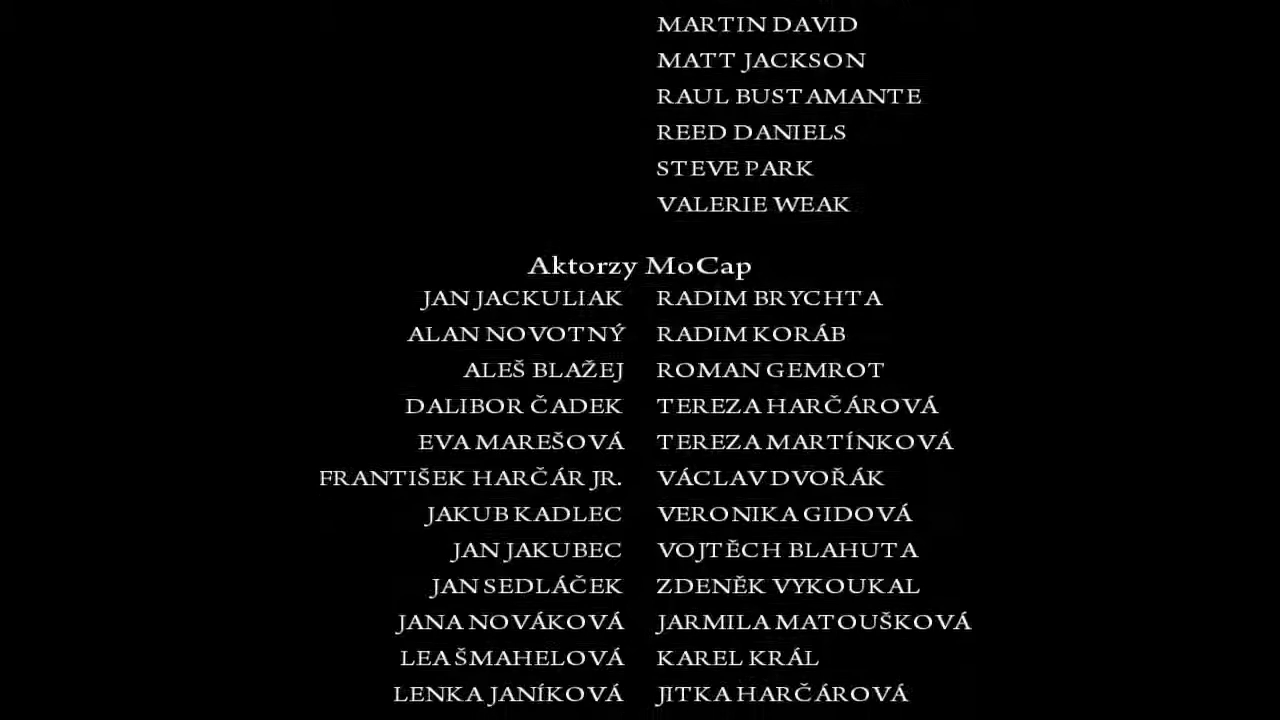 MARTIN DAVID
MATT JACKSON
RAUL BUSTAMANTE
REED DANIELS
STEVE PARK
VALERIE WEAK
Aktorzy MoCap
JAN JACKULIAK RADIM BRYCHTA
ALAN NOVOTNÝ RADIM KORÁB
ALEŠ BLAŽEJ ROMAN GEMROT
DALIBOR ČADEK TEREZA HARČÁROVÁ
EVA MAREŠOVÁ TEREZA MARTÍNKOVÁ
FRANTIŠEK HARČÁR JR. VÁCLAV DVOŘÁK
JAKUB KADLEC VERONIKA GIDOVÁ
JAN JAKUBEC VOJTĚCH BLAHUTA
JAN SEDLÁČEK ZDENĚK VYKOUKAL
JANA NOVÁKOVÁ JARMILA MATOUŠKOVÁ
LEA ŠMAHELOVÁ KAREL KRÁL
LENKA JANÍKOVÁ JITKA HARČÁROVÁ